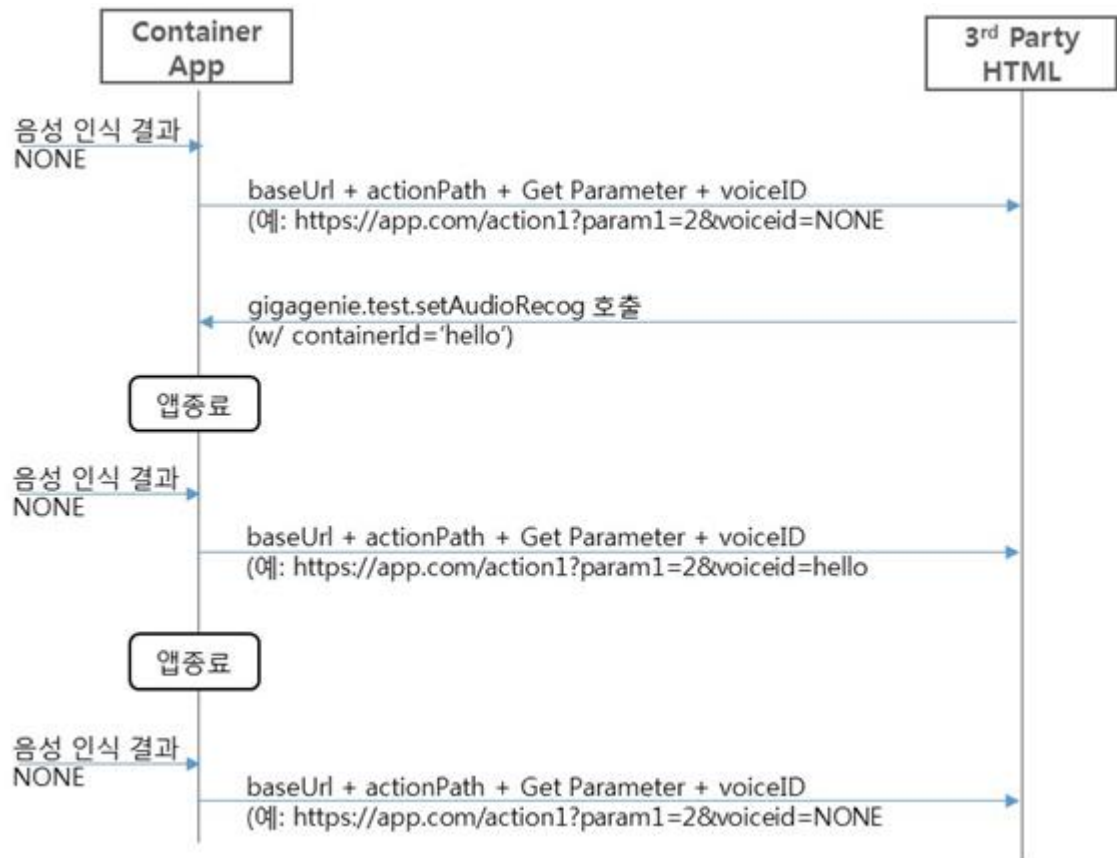 Container
App
3rd Party
HTML
음성 인식 결과
NONE
baseUrl + actionPath + Get Parameter + voiceID
(예: https://app.com/action1?param1=2&voiceid=NONE
gigagenie.test.setAudioRecog 호출
(w/ containerId='hello')
앱종료
음성 인식 결과
NONE
baseUrl + actionPath + Get Parameter + voiceID
(예: https://app.com/action1?param1=2&voiceid=hello
앱종료
음성 인식 결과
NONE
baseUrl + actionPath + Get Parameter + voiceID
(예: https://app.com/action1?param1=2&voiceid=NONE